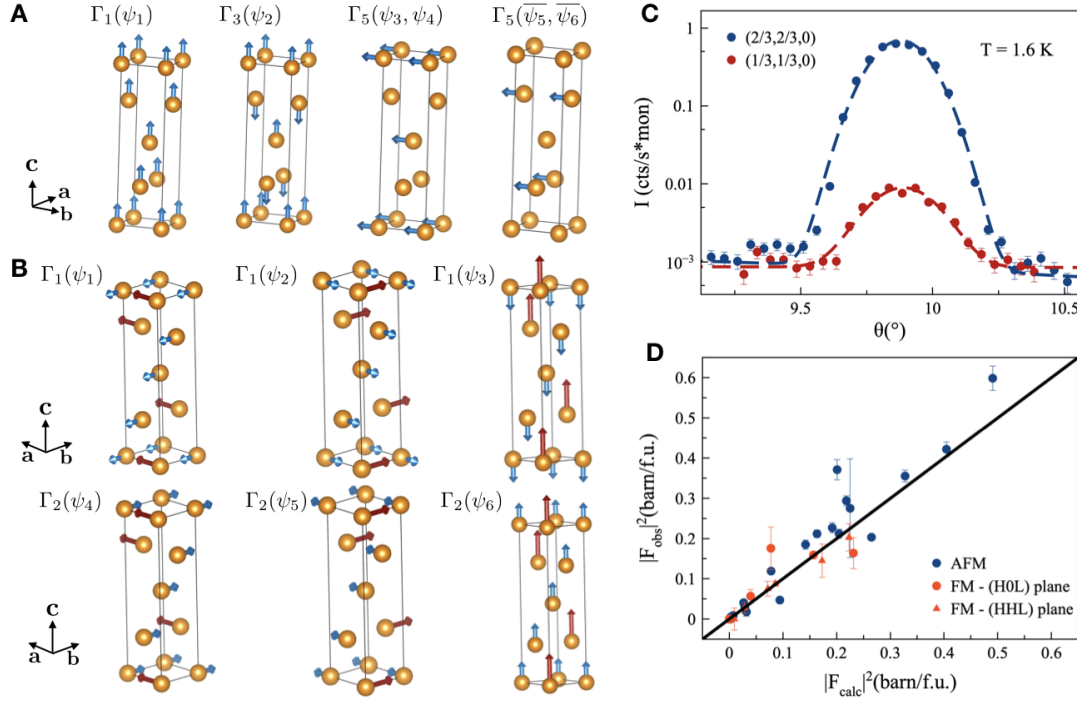 A
Γ₁(ψ₁)
Γ₃(ψ₂)
Γ₅(ψ₃, ψ₄)
Γ₅(ψ̅₅, ψ̅₆)
c
a
b
B
Γ₁(ψ₁)
Γ₁(ψ₂)
Γ₁(ψ₃)
c
a
b
Γ₂(ψ₄)
Γ₂(ψ₅)
Γ₂(ψ₆)
c
a
b
C
(2/3,2/3,0)
(1/3,1/3,0)
T = 1.6 K
I (cts/s*mon)
1
0.1
0.01
10⁻³
9.5
10
10.5
θ(°)
D
|F_obs|²(barn/f.u.)
0.6
0.5
0.4
0.3
0.2
0.1
0
AFM
FM - (H0L) plane
FM - (HHL) plane
0
0.1
0.2
0.3
0.4
0.5
0.6
|F_calc|²(barn/f.u.)